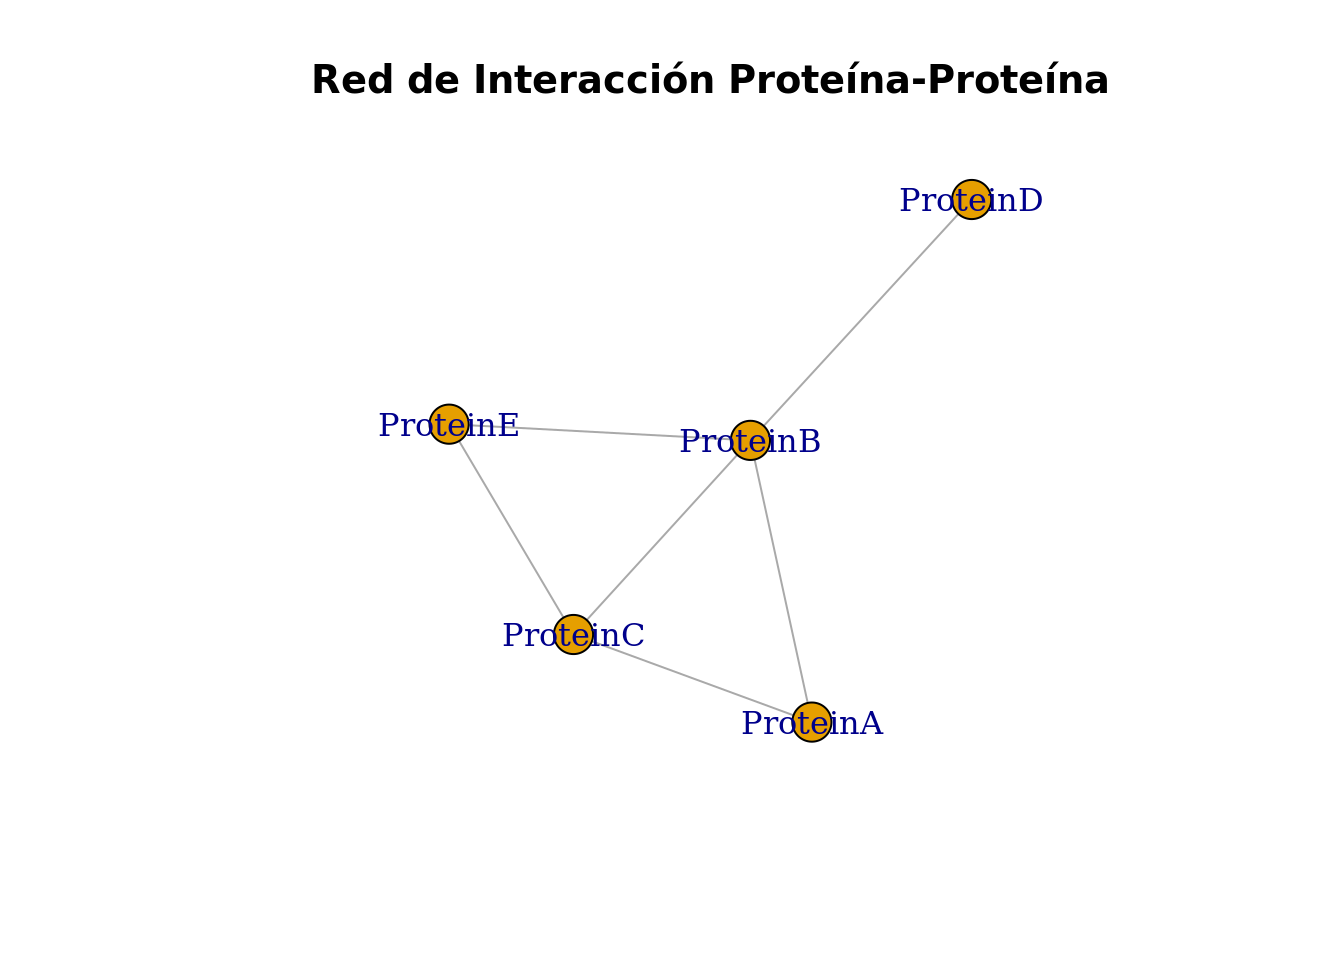 Red de Interacción Proteína-Proteína
ProteinD
ProteinE
ProteinB
ProteinC
ProteinA